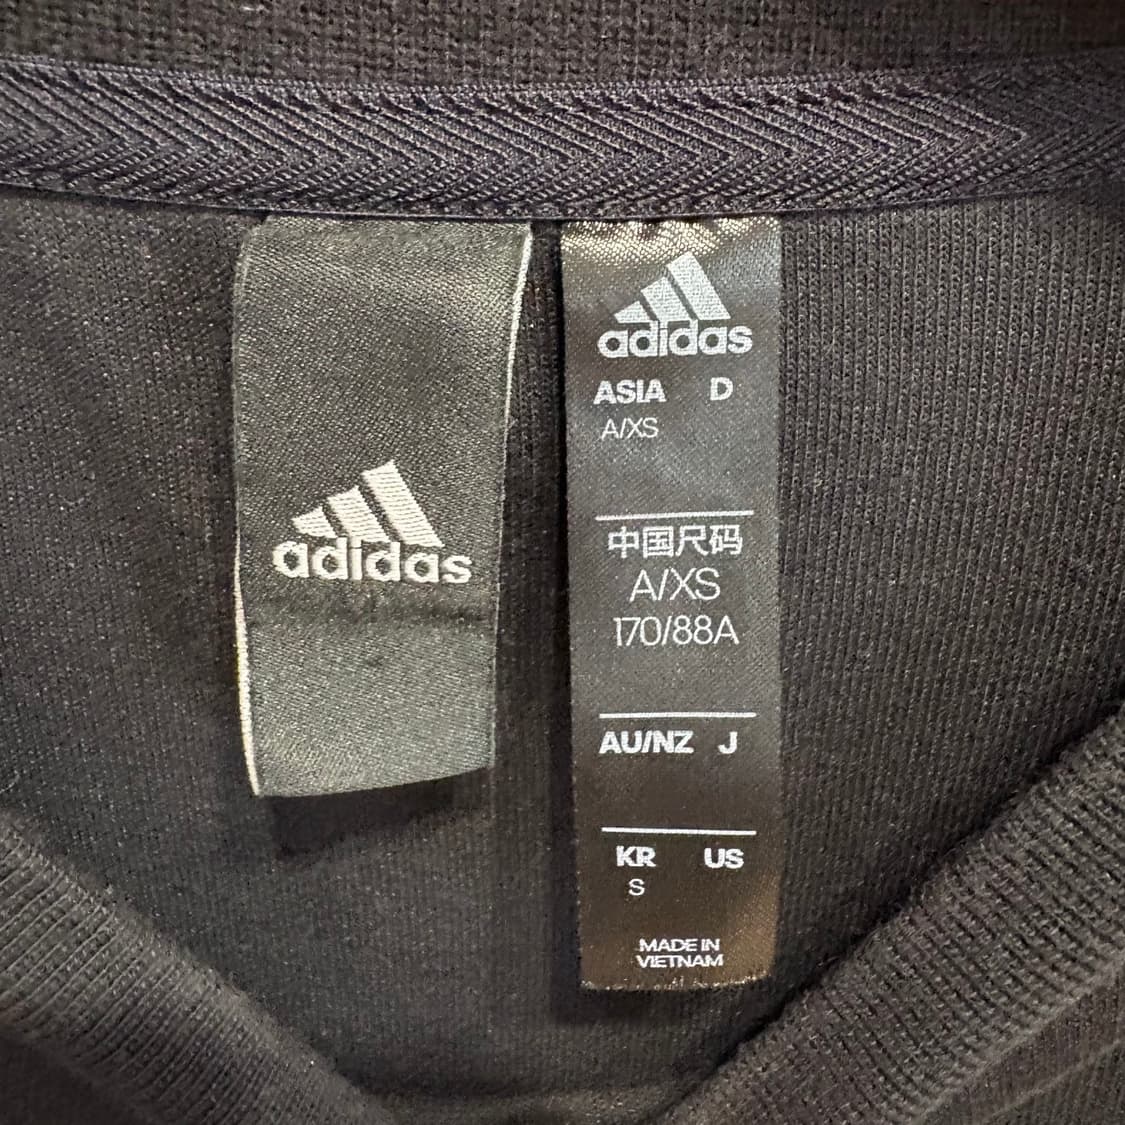 adidas
adidas
ASIA D
A/XS
中国尺码
A/XS
170/88A
AU/NZ J
KR US
S
MADE IN
VIETNAM